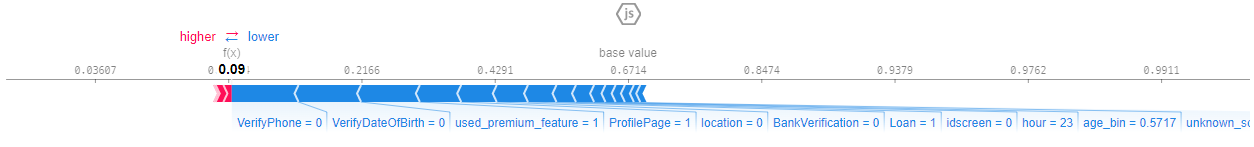 js
higher ⇄ lower
f(x) base value
0.03607 0 0.09 0.2166 0.4291 0.6714 0.8474 0.9379 0.9762 0.9911
VerifyPhone = 0 VerifyDateOfBirth = 0 used_premium_feature = 1 ProfilePage = 1 location = 0 BankVerification = 0 Loan = 1 idscreen = 0 hour = 23 age_bin = 0.5717 unknown_sc